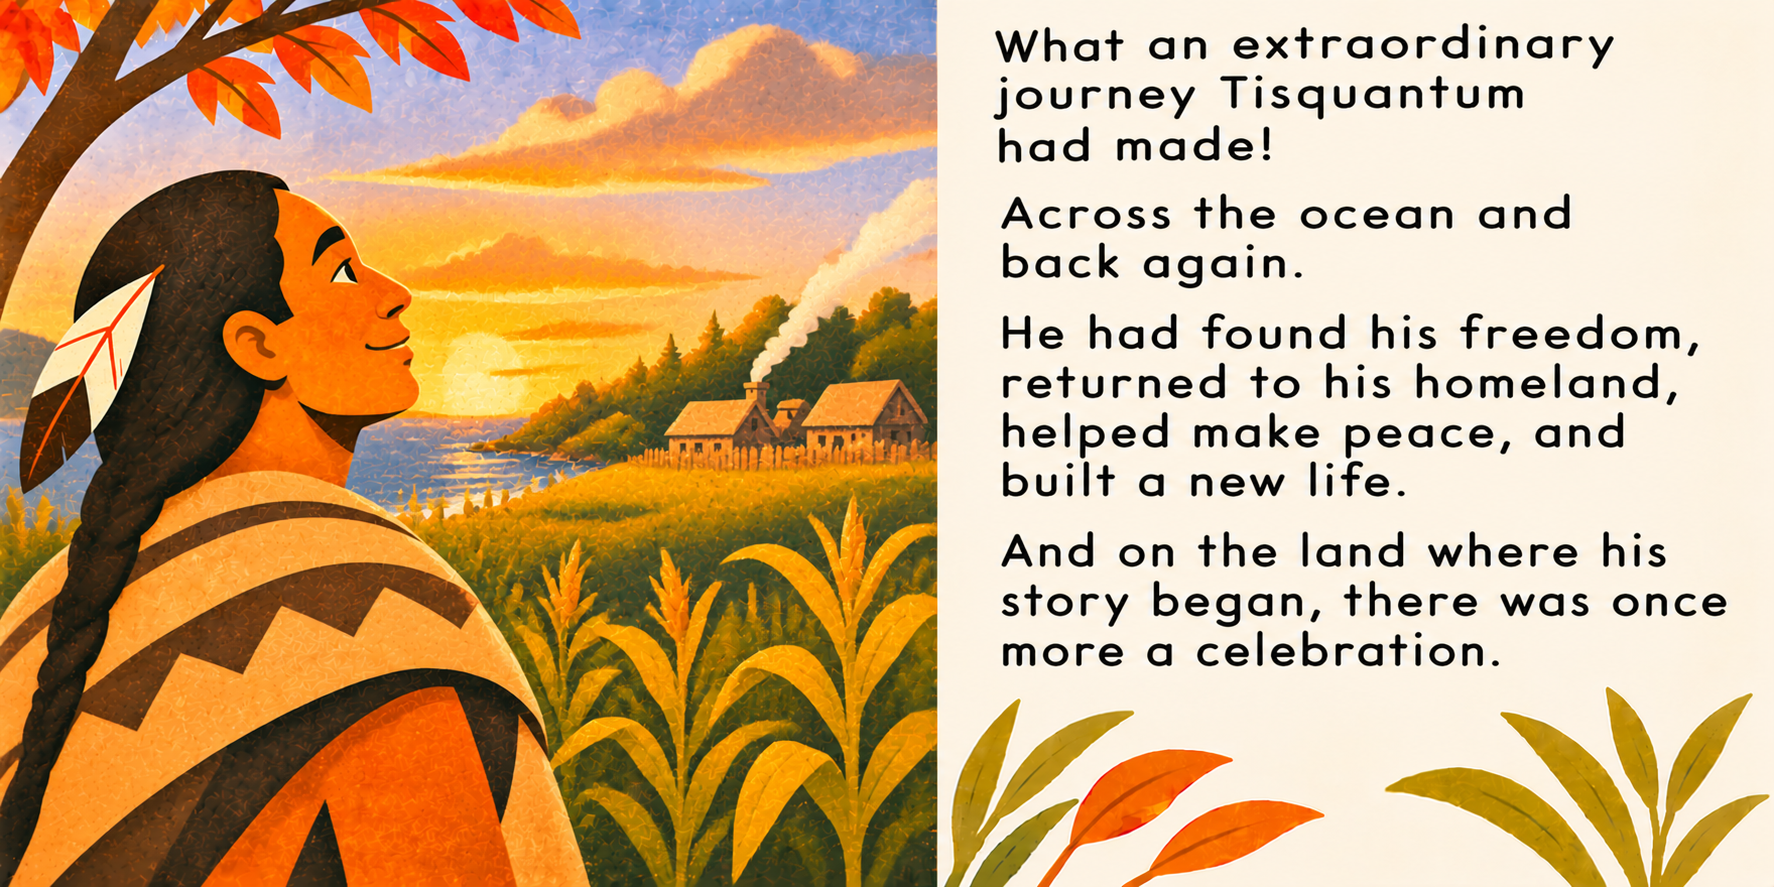 What an extraordinary
journey Tisquantum
had made!
Across the ocean and
back again.
He had found his freedom,
returned to his homeland,
helped make peace, and
built a new life.
And on the land where his
story began, there was once
more a celebration.